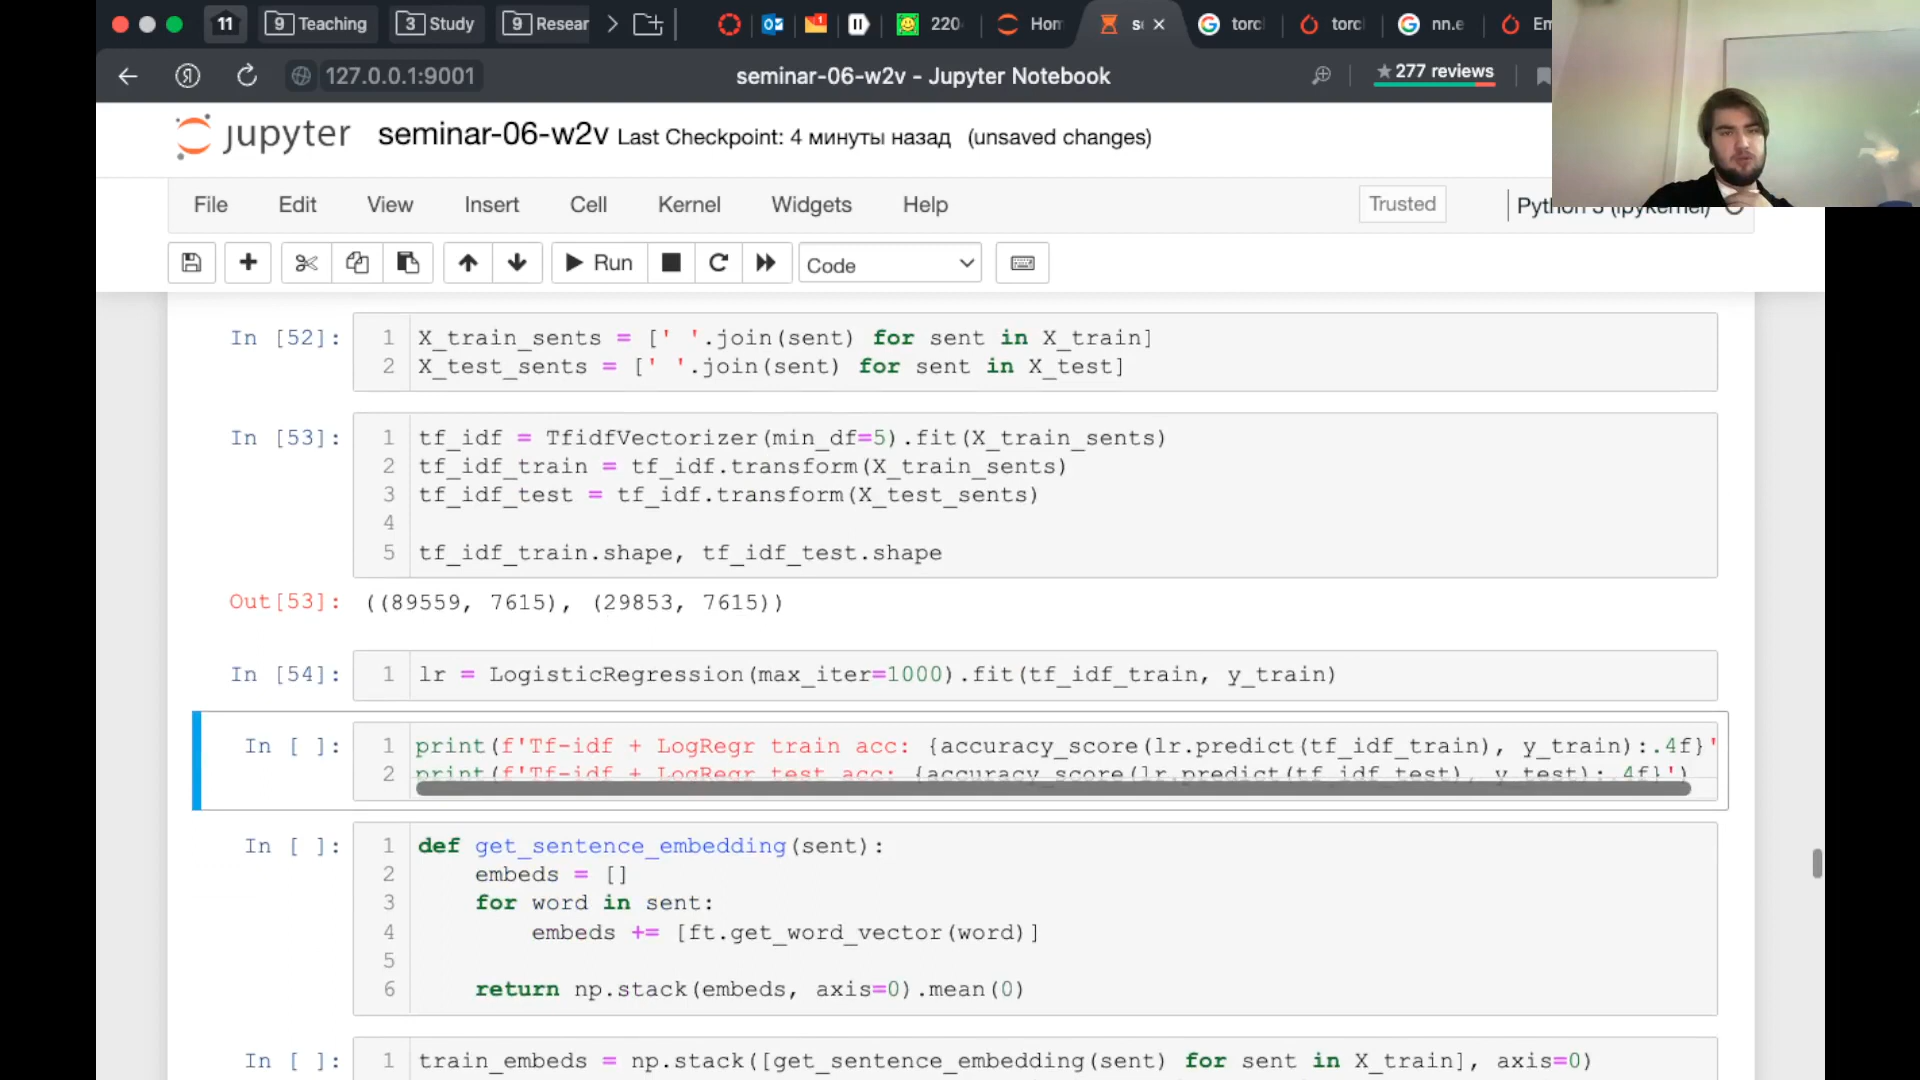 11
9 Teaching
3 Study
9 Resear
1
220
Hom
s
torc
torc
nn.e
Em
127.0.0.1:9001
seminar-06-w2v - Jupyter Notebook
★ 277 reviews
jupyter seminar-06-w2v Last Checkpoint: 4 минуты назад (unsaved changes)
File Edit View Insert Cell Kernel Widgets Help
Trusted
Python 3 (ipykernel)
Run
Code
In [52]:
1 X_train_sents = [' '.join(sent) for sent in X_train]
2 X_test_sents = [' '.join(sent) for sent in X_test]
In [53]:
1 tf_idf = TfidfVectorizer(min_df=5).fit(X_train_sents)
2 tf_idf_train = tf_idf.transform(X_train_sents)
3 tf_idf_test = tf_idf.transform(X_test_sents)
4
5 tf_idf_train.shape, tf_idf_test.shape
Out[53]: ((89559, 7615), (29853, 7615))
In [54]:
1 lr = LogisticRegression(max_iter=1000).fit(tf_idf_train, y_train)
In [ ]:
1 print(f'Tf-idf + LogRegr train acc: {accuracy_score(lr.predict(tf_idf_train), y_train):.4f}'
2 print(f'Tf-idf + LogRegr test acc: {accuracy_score(lr.predict(tf_idf_test), y_test):.4f}')
In [ ]:
1 def get_sentence_embedding(sent):
2 embeds = []
3 for word in sent:
4 embeds += [ft.get_word_vector(word)]
5
6 return np.stack(embeds, axis=0).mean(0)
In [ ]:
1 train_embeds = np.stack([get_sentence_embedding(sent) for sent in X_train], axis=0)